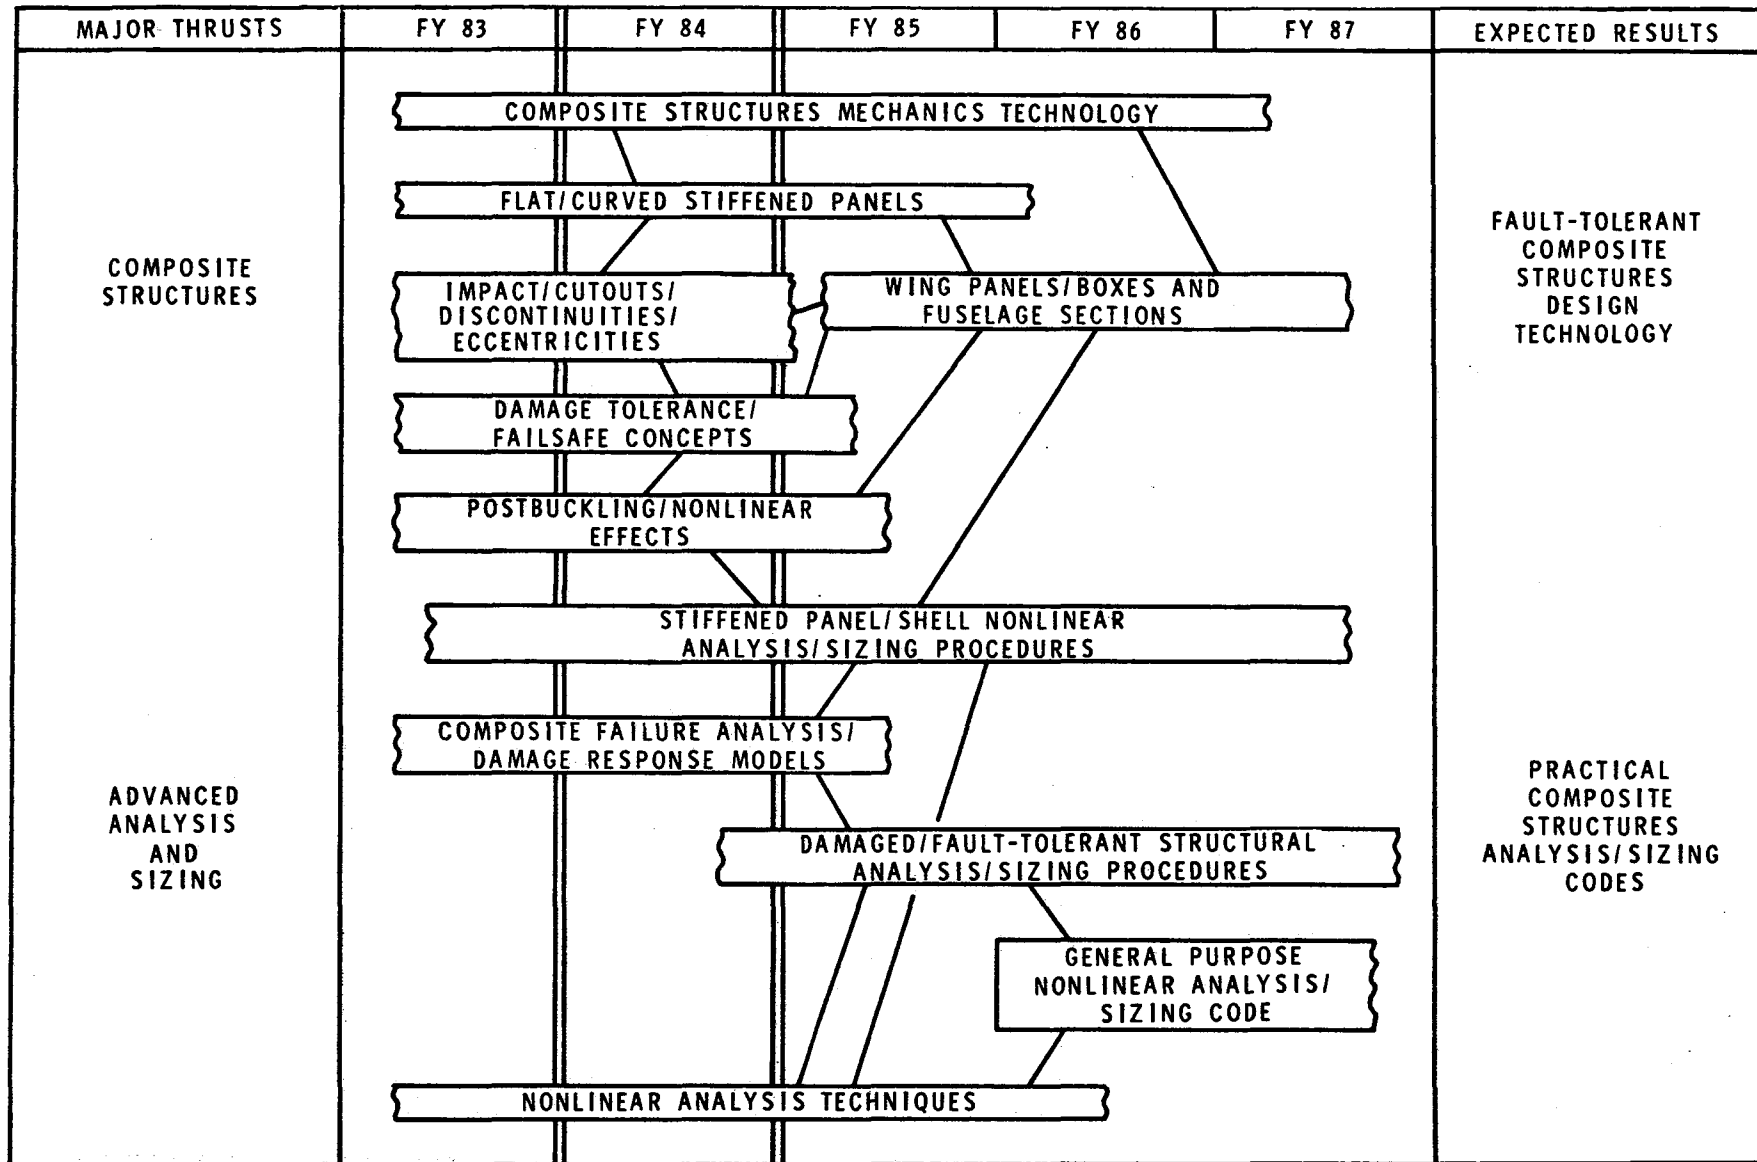 MAJOR THRUSTS
FY 83
FY 84
FY 85
FY 86
FY 87
EXPECTED RESULTS
COMPOSITE STRUCTURES MECHANICS TECHNOLOGY
FLAT/CURVED STIFFENED PANELS
COMPOSITE
STRUCTURES
IMPACT/CUTOUTS/
DISCONTINUITIES/
ECCENTRICITIES
WING PANELS/BOXES AND
FUSELAGE SECTIONS
FAULT-TOLERANT
COMPOSITE
STRUCTURES
DESIGN
TECHNOLOGY
DAMAGE TOLERANCE/
FAILSAFE CONCEPTS
POSTBUCKLING/NONLINEAR
EFFECTS
STIFFENED PANEL/SHELL NONLINEAR
ANALYSIS/SIZING PROCEDURES
COMPOSITE FAILURE ANALYSIS/
DAMAGE RESPONSE MODELS
ADVANCED
ANALYSIS
AND
SIZING
DAMAGED/FAULT-TOLERANT STRUCTURAL
ANALYSIS/SIZING PROCEDURES
PRACTICAL
COMPOSITE
STRUCTURES
ANALYSIS/SIZING
CODES
GENERAL PURPOSE
NONLINEAR ANALYSIS/
SIZING CODE
NONLINEAR ANALYSIS TECHNIQUES